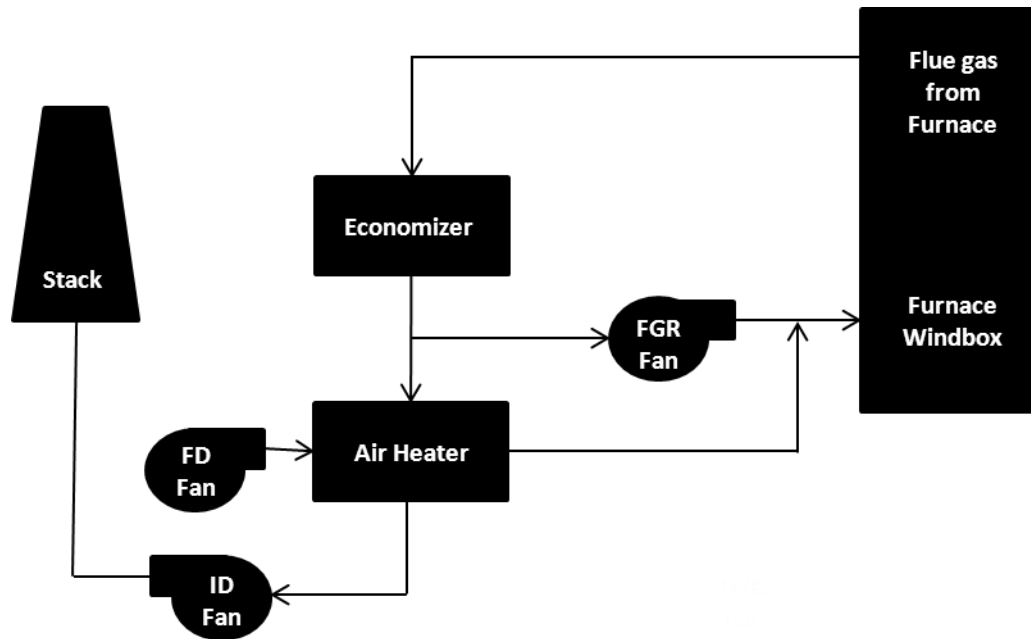 Flue gas
from
Furnace
Economizer
Stack
FGR
Fan
Furnace
Windbox
FD
Fan
Air Heater
ID
Fan